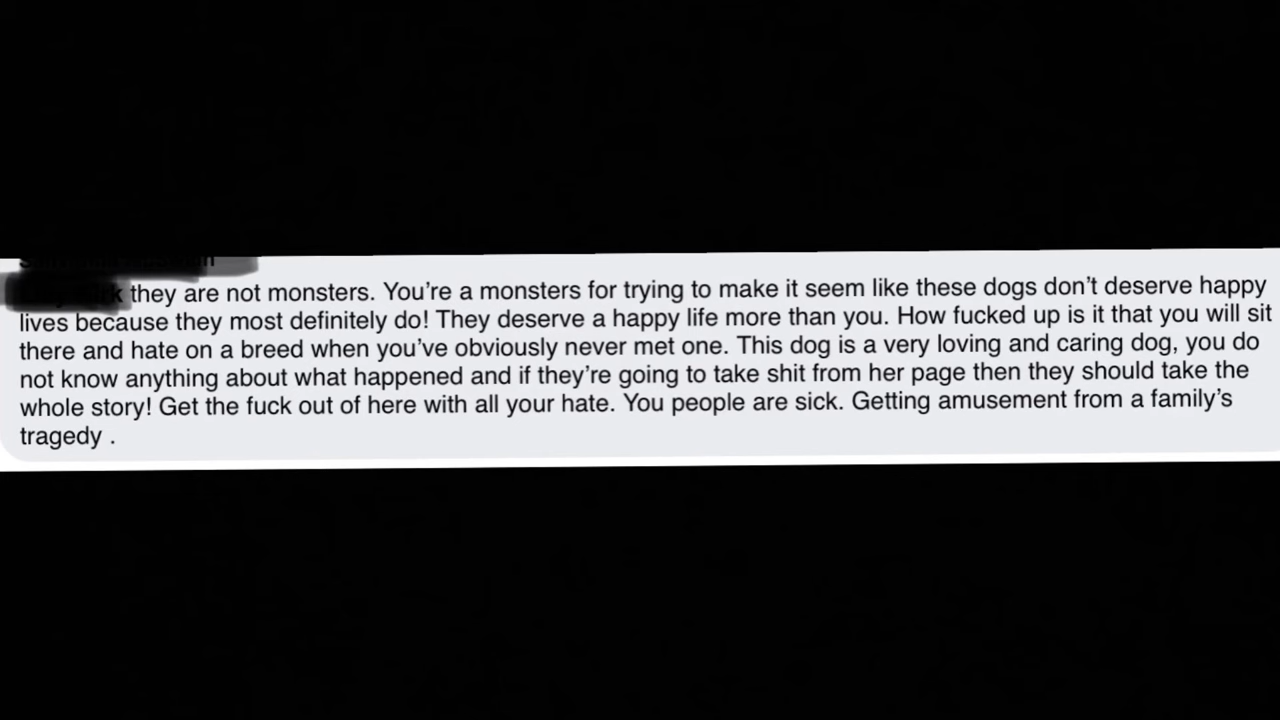 they are not monsters. You're a monsters for trying to make it seem like these dogs don't deserve happy
lives because they most definitely do! They deserve a happy life more than you. How fucked up is it that you will sit
there and hate on a breed when you've obviously never met one. This dog is a very loving and caring dog, you do
not know anything about what happened and if they're going to take shit from her page then they should take the
whole story! Get the fuck out of here with all your hate. You people are sick. Getting amusement from a family's
tragedy .